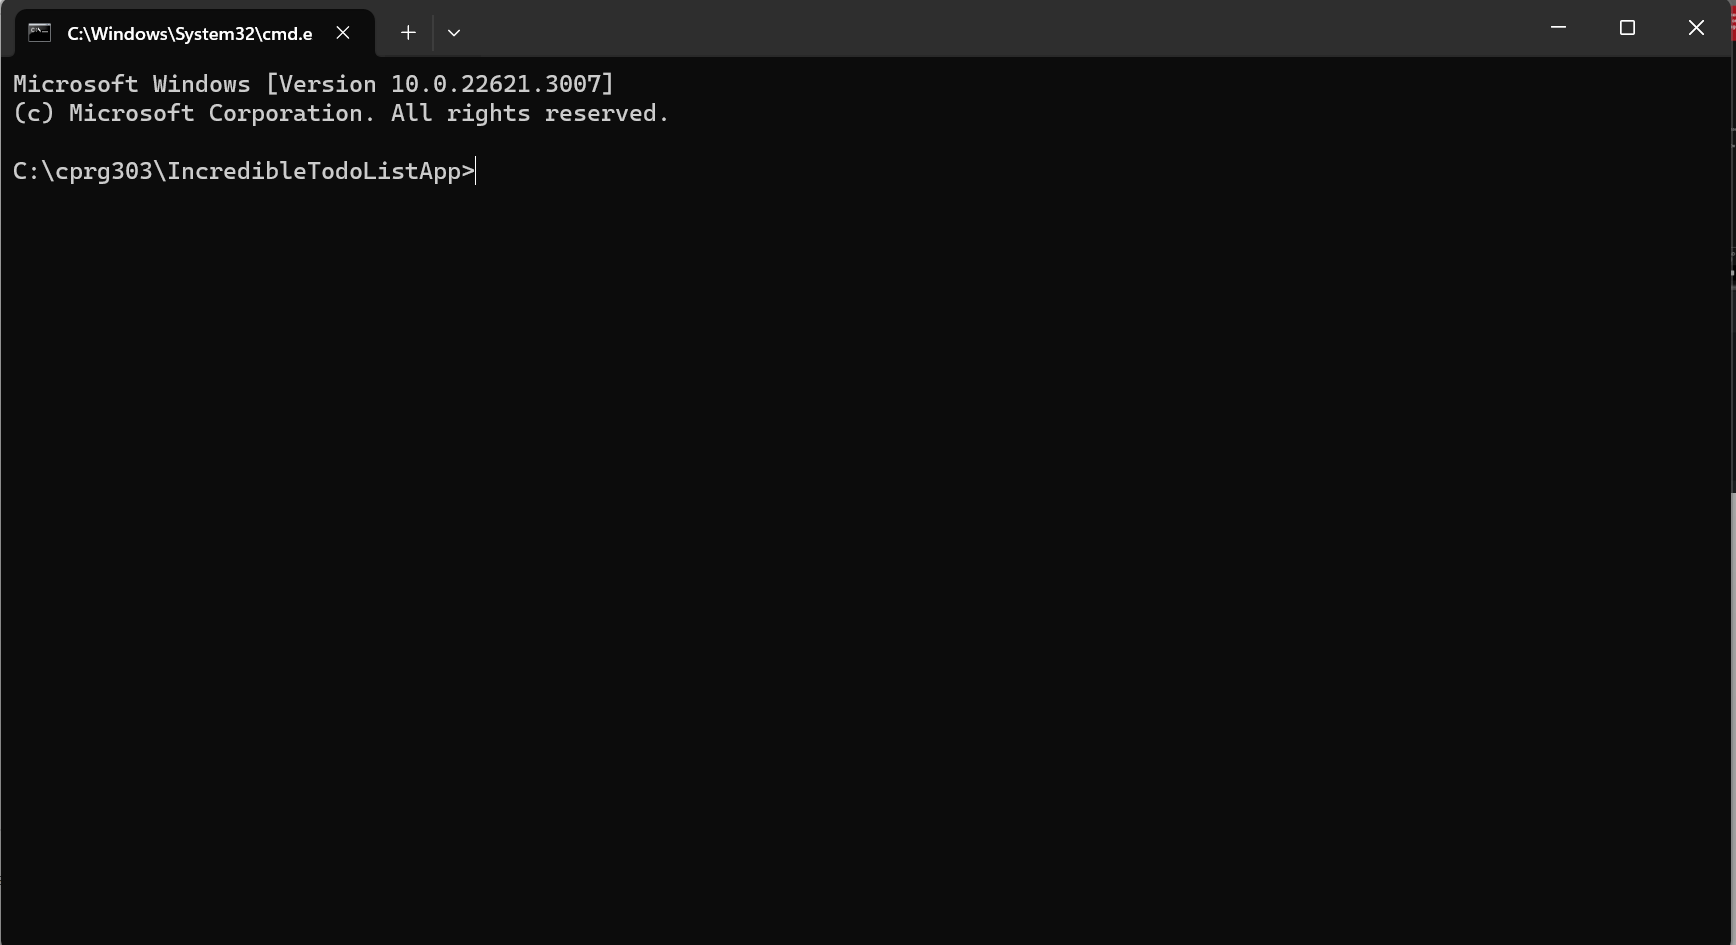 C:\Windows\System32\cmd.e
Microsoft Windows [Version 10.0.22621.3007]
(c) Microsoft Corporation. All rights reserved.
C:\cprg303\IncredibleTodoListApp>